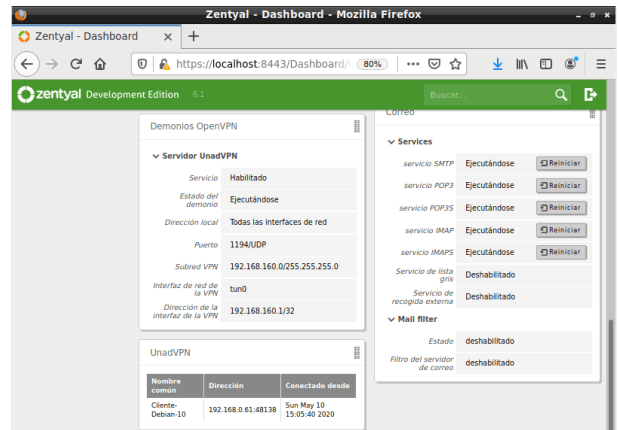 Zentyal - Dashboard - Mozilla Firefox
Zentyal - Dashboard
https://localhost:8443/Dashboard/
80%
zentyal Development Edition 6.1
Buscar...
Demonios OpenVPN
Servidor UnadVPN
Servicio Habilitado
Estado del
demonio
Ejecutándose
Dirección local Todas las interfaces de red
Puerto 1194/UDP
Subred VPN 192.168.160.0/255.255.255.0
Interfaz de red de
la VPN
tun0
Dirección de la
interfaz de la VPN
192.168.160.1/32
UnadVPN
Nombre
común
Dirección
Conectado desde
Cliente-
Debian-10
192.168.0.61:48138
Sun May 10
15:05:40 2020
Correo
Services
servicio SMTP Ejecutándose Reiniciar
servicio POP3 Ejecutándose Reiniciar
servicio POP3S Ejecutándose Reiniciar
servicio IMAP Ejecutándose Reiniciar
servicio IMAPS Ejecutándose Reiniciar
Servicio de lista
gris
Deshabilitado
Servicio de
recogida externa
Deshabilitado
Mail filter
Estado deshabilitado
Filtro del servidor
de correo
deshabilitado